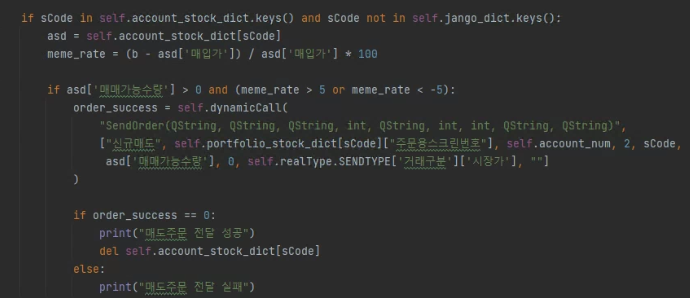 if sCode in self.account_stock_dict.keys() and sCode not in self.jango_dict.keys():
asd = self.account_stock_dict[sCode]
meme_rate = (b - asd['매입가']) / asd['매입가'] * 100
if asd['매매가능수량'] > 0 and (meme_rate > 5 or meme_rate < -5):
order_success = self.dynamicCall(
"SendOrder(QString, QString, QString, int, QString, int, int, QString, QString)",
["신규매도", self.portfolio_stock_dict[sCode]["주문용스크린번호"], self.account_num, 2, sCode,
asd['매매가능수량'], 0, self.realType.SENDTYPE['거래구분']['시장가'], ""]
)
if order_success == 0:
print("매도주문 전달 성공")
del self.account_stock_dict[sCode]
else:
print("매도주문 전달 실패")